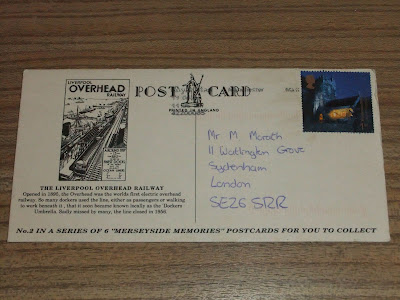 LIVERPOOL
OVERHEAD
RAILWAY
POST CARD
PRINTED IN ENGLAND
Mr M. Morath
11 Watlington Grove
Sydenham
London
SE26 5RR
THE LIVERPOOL OVERHEAD RAILWAY
Opened in 1893, the Overhead was the worlds first electric overhead
railway. So many dockers used the line, either as passengers or walking
to work beneath it , that it soon became known locally as the Dockers
Umbrella. Sadly missed by many, the line closed in 1956.
No.2 IN A SERIES OF 6 "MERSEYSIDE MEMORIES" POSTCARDS FOR YOU TO COLLECT